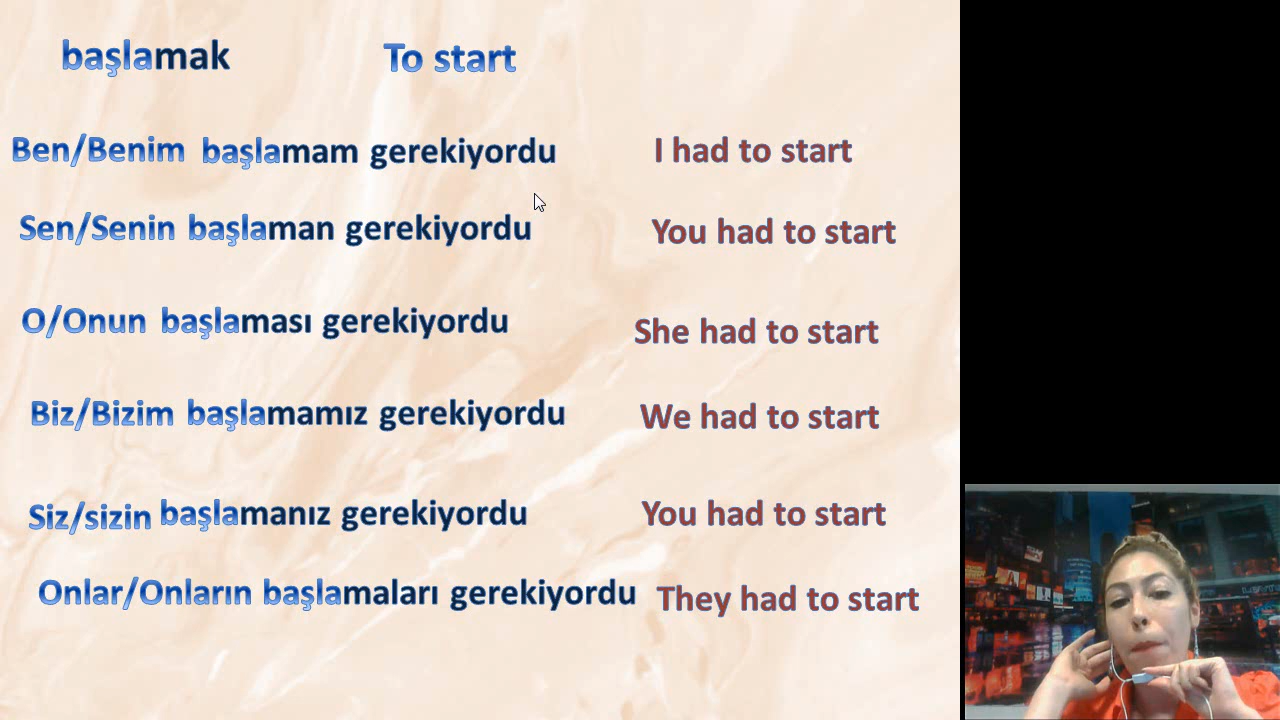 başlamak To start
Ben/Benim başlamam gerekiyordu I had to start
Sen/Senin başlaman gerekiyordu You had to start
O/Onun başlaması gerekiyordu She had to start
Biz/Bizim başlamamız gerekiyordu We had to start
Siz/sizin başlamanız gerekiyordu You had to start
Onlar/Onların başlamaları gerekiyordu They had to start